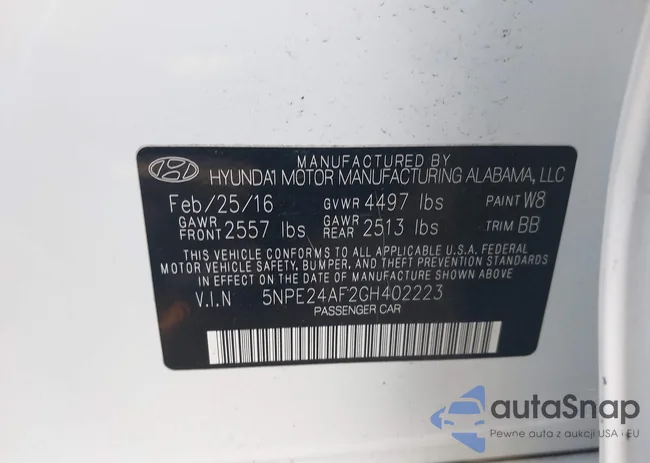 MANUFACTURED BY
HYUNDAI MOTOR MANUFACTURING ALABAMA, LLC
Feb/25/16 GVWR 4497 lbs PAINT W8
GAWR FRONT 2557 lbs GAWR REAR 2513 lbs TRIM BB
THIS VEHICLE CONFORMS TO ALL APPLICABLE U.S.A. FEDERAL
MOTOR VEHICLE SAFETY, BUMPER, AND THEFT PREVENTION STANDARDS
IN EFFECT ON THE DATE OF MANUFACTURE SHOWN ABOVE.
V.I.N 5NPE24AF2GH402223
PASSENGER CAR
autaSnap
Pewne auta z aukcji USA i EU